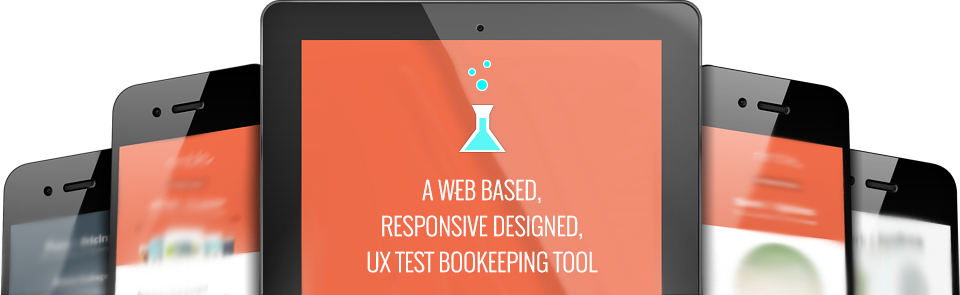 A WEB BASED,
RESPONSIVE DESIGNED,
UX TEST BOOKEEPING TOOL